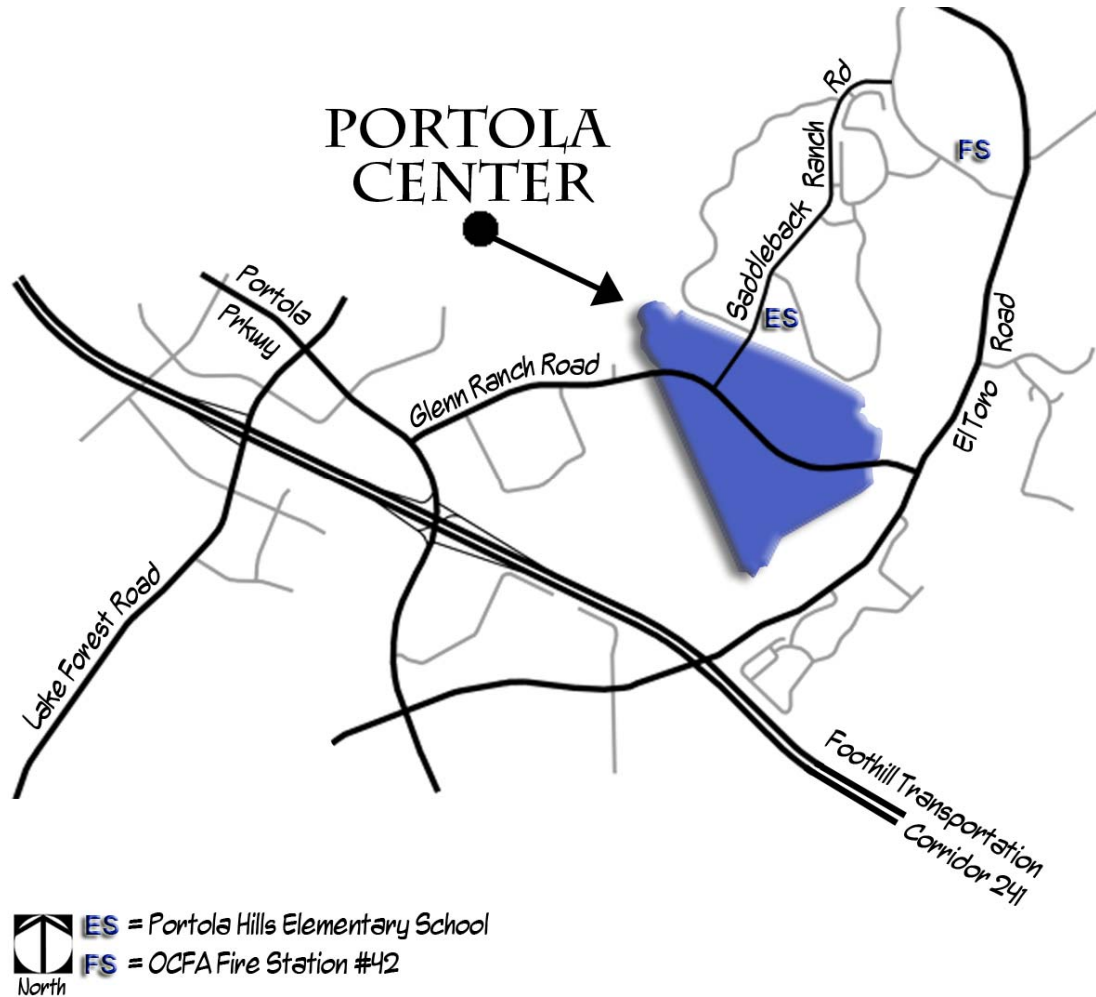 PORTOLA
CENTER
Saddleback Ranch Rd
FS
ES
Portola
Prkwy
Glenn Ranch Road
El Toro Road
Lake Forest Road
Foothill Transportation
Corridor 241
ES = Portola Hills Elementary School
FS = OCFA Fire Station #42
North